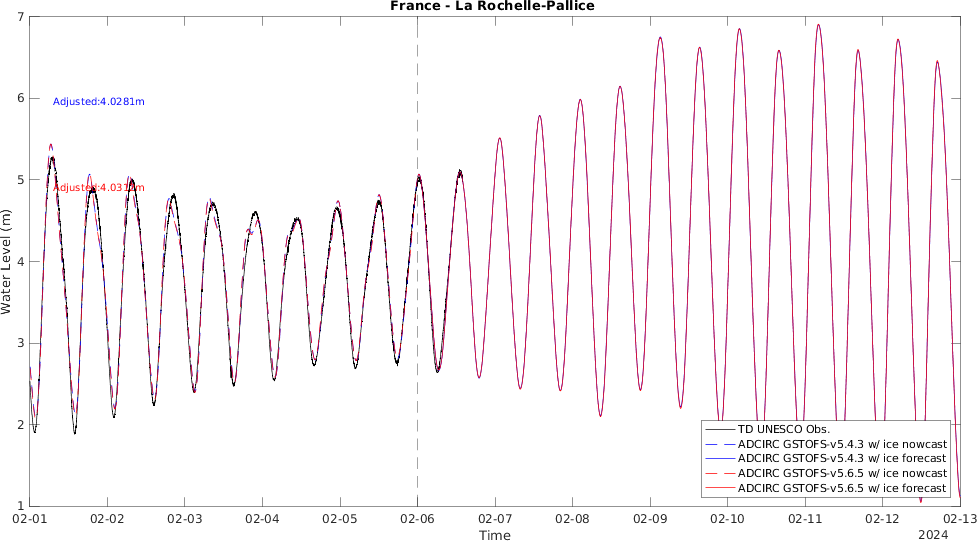 France - La Rochelle-Pallice
7
6
5
4
3
2
1
Water Level (m)
Adjusted:4.0281m
TD UNESCO Obs.
ADCIRC GSTOFS-v5.4.3 w/ ice nowcast
ADCIRC GSTOFS-v5.4.3 w/ ice forecast
ADCIRC GSTOFS-v5.6.5 w/ ice nowcast
ADCIRC GSTOFS-v5.6.5 w/ ice forecast
02-01 02-02 02-03 02-04 02-05 02-06 02-07 02-08 02-09 02-10 02-11 02-12 02-13
Time
2024